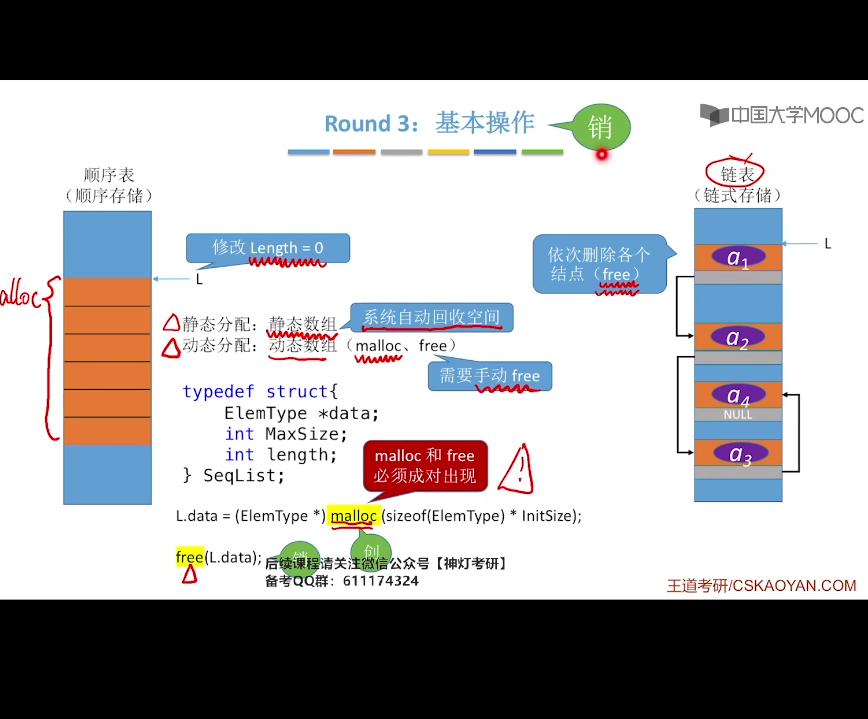 Round 3：基本操作
销
中国大学MOOC
顺序表
（顺序存储）
链表
（链式存储）
修改 Length = 0
L
L
依次删除各个
结点（free）
a1
a2
a4
NULL
a3
alloc
静态分配：静态数组
系统自动回收空间
动态分配：动态数组（malloc、free）
需要手动 free
typedef struct{
ElemType *data;
int MaxSize;
int length;
} SeqList;
malloc 和 free
必须成对出现
!
L.data = (ElemType *) malloc (sizeof(ElemType) * InitSize);
创
free(L.data);
销
后续课程请关注微信公众号【神灯考研】
备考QQ群：611174324
王道考研/CSKAOYAN.COM